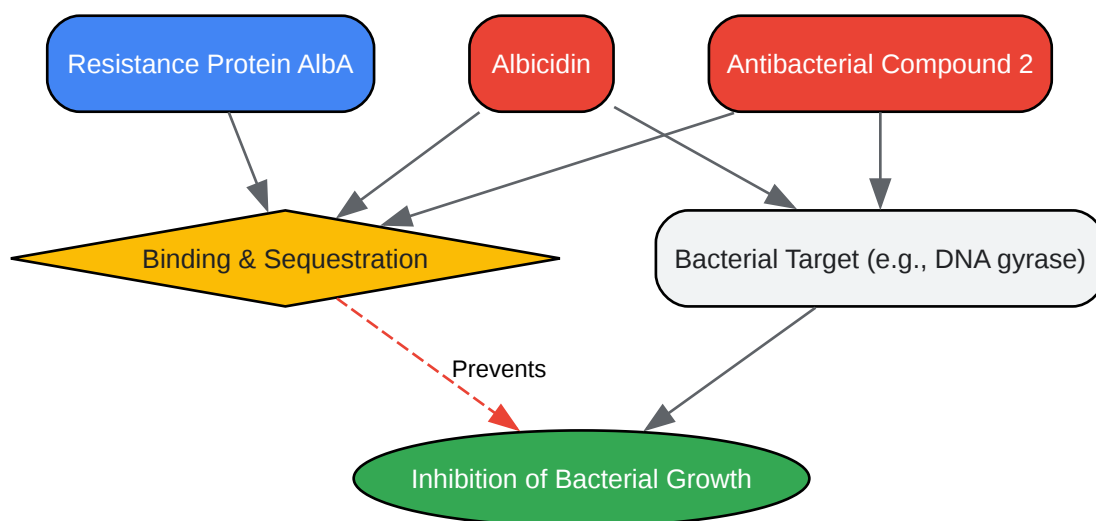 Resistance Protein AlbA
Albicidin
Antibacterial Compound 2
Binding & Sequestration
Bacterial Target (e.g., DNA gyrase)
Prevents
Inhibition of Bacterial Growth